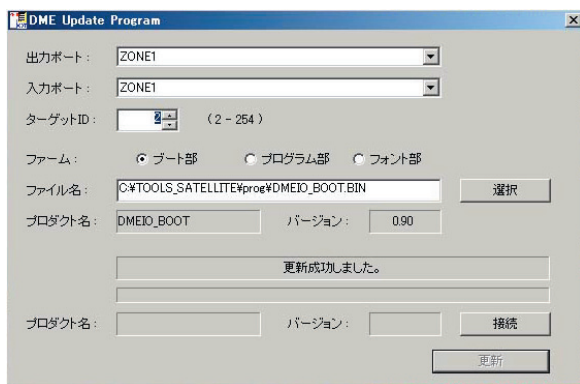 DME Update Program
出力ポート： ZONE1
入力ポート： ZONE1
ターゲットID： 2 （2 - 254）
ファーム： ブート部 プログラム部 フォント部
ファイル名： C:¥TOOLS_SATELLITE¥prog¥DMEIO_BOOT.BIN 選択
プロダクト名： DMEIO_BOOT バージョン： 0.90
更新成功しました。
プロダクト名： バージョン： 接続
更新